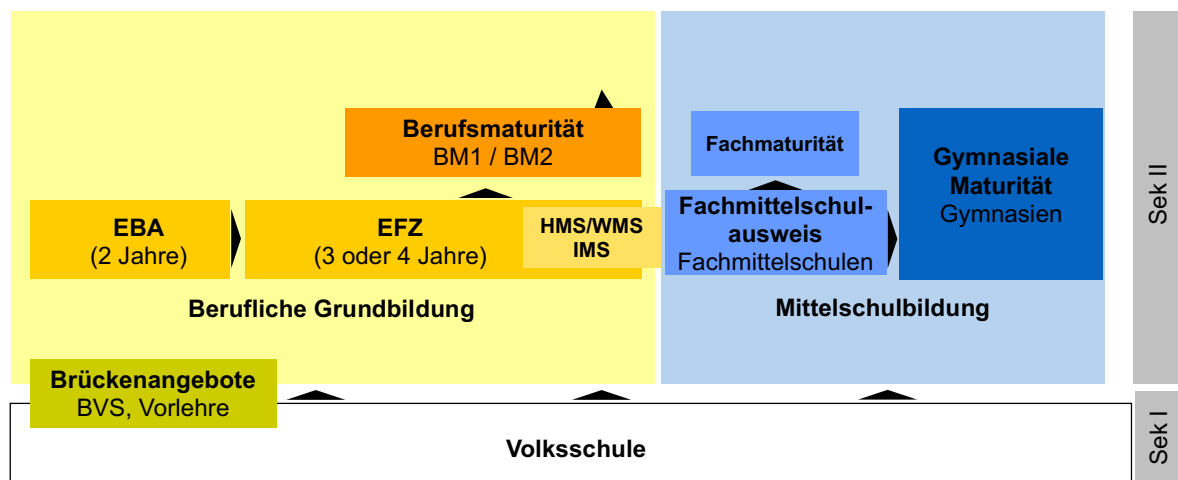 Berufsmaturität
BM1 / BM2
Fachmaturität
Gymnasiale
Maturität
Gymnasien
EBA
(2 Jahre)
EFZ
(3 oder 4 Jahre)
HMS/WMS
IMS
Fachmittelschul-
ausweis
Fachmittelschulen
Berufliche Grundbildung
Mittelschulbildung
Sek II
Brückenangebote
BVS, Vorlehre
Volksschule
Sek I